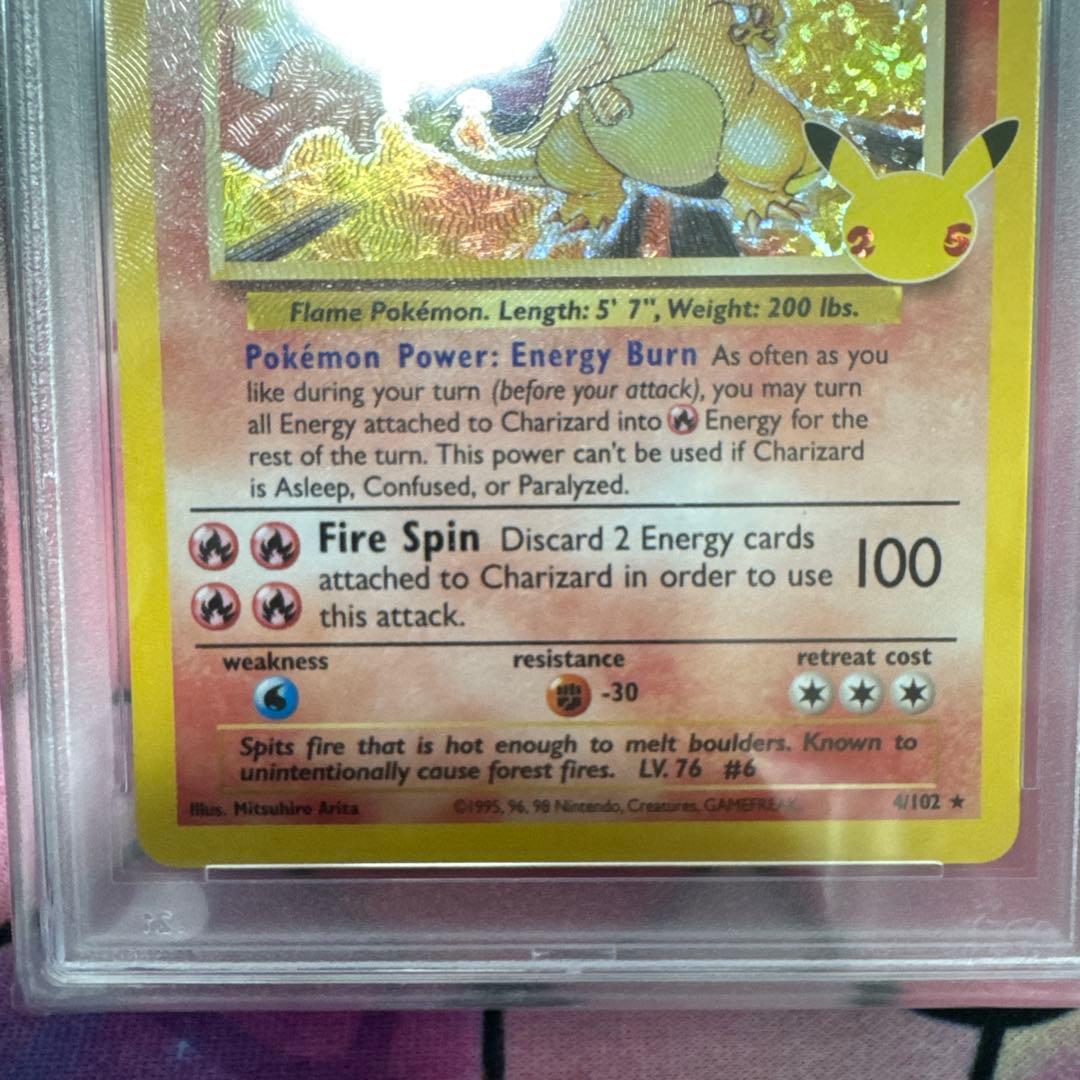 Flame Pokémon. Length: 5' 7", Weight: 200 lbs.
Pokémon Power: Energy Burn As often as you
like during your turn (before your attack), you may turn
all Energy attached to Charizard into Energy for the
rest of the turn. This power can't be used if Charizard
is Asleep, Confused, or Paralyzed.
Fire Spin Discard 2 Energy cards
attached to Charizard in order to use
this attack.
100
weakness resistance retreat cost
-30
Spits fire that is hot enough to melt boulders. Known to
unintentionally cause forest fires. LV. 76 #6
Illus. Mitsuhiro Arita ©1995, 96, 98 Nintendo, Creatures, GAMEFREAK. 4/102 ★